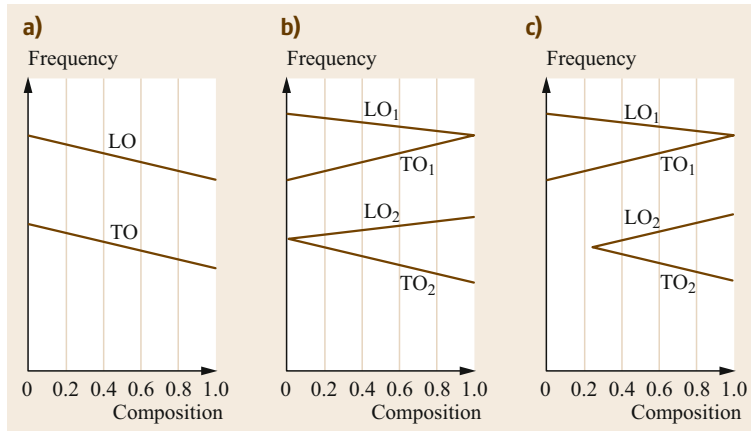 a)
Frequency
LO
TO
0 0.2 0.4 0.6 0.8 1.0
Composition
b)
Frequency
LO₁
TO₁
LO₂
TO₂
0 0.2 0.4 0.6 0.8 1.0
Composition
c)
Frequency
LO₁
TO₁
LO₂
TO₂
0 0.2 0.4 0.6 0.8 1.0
Composition